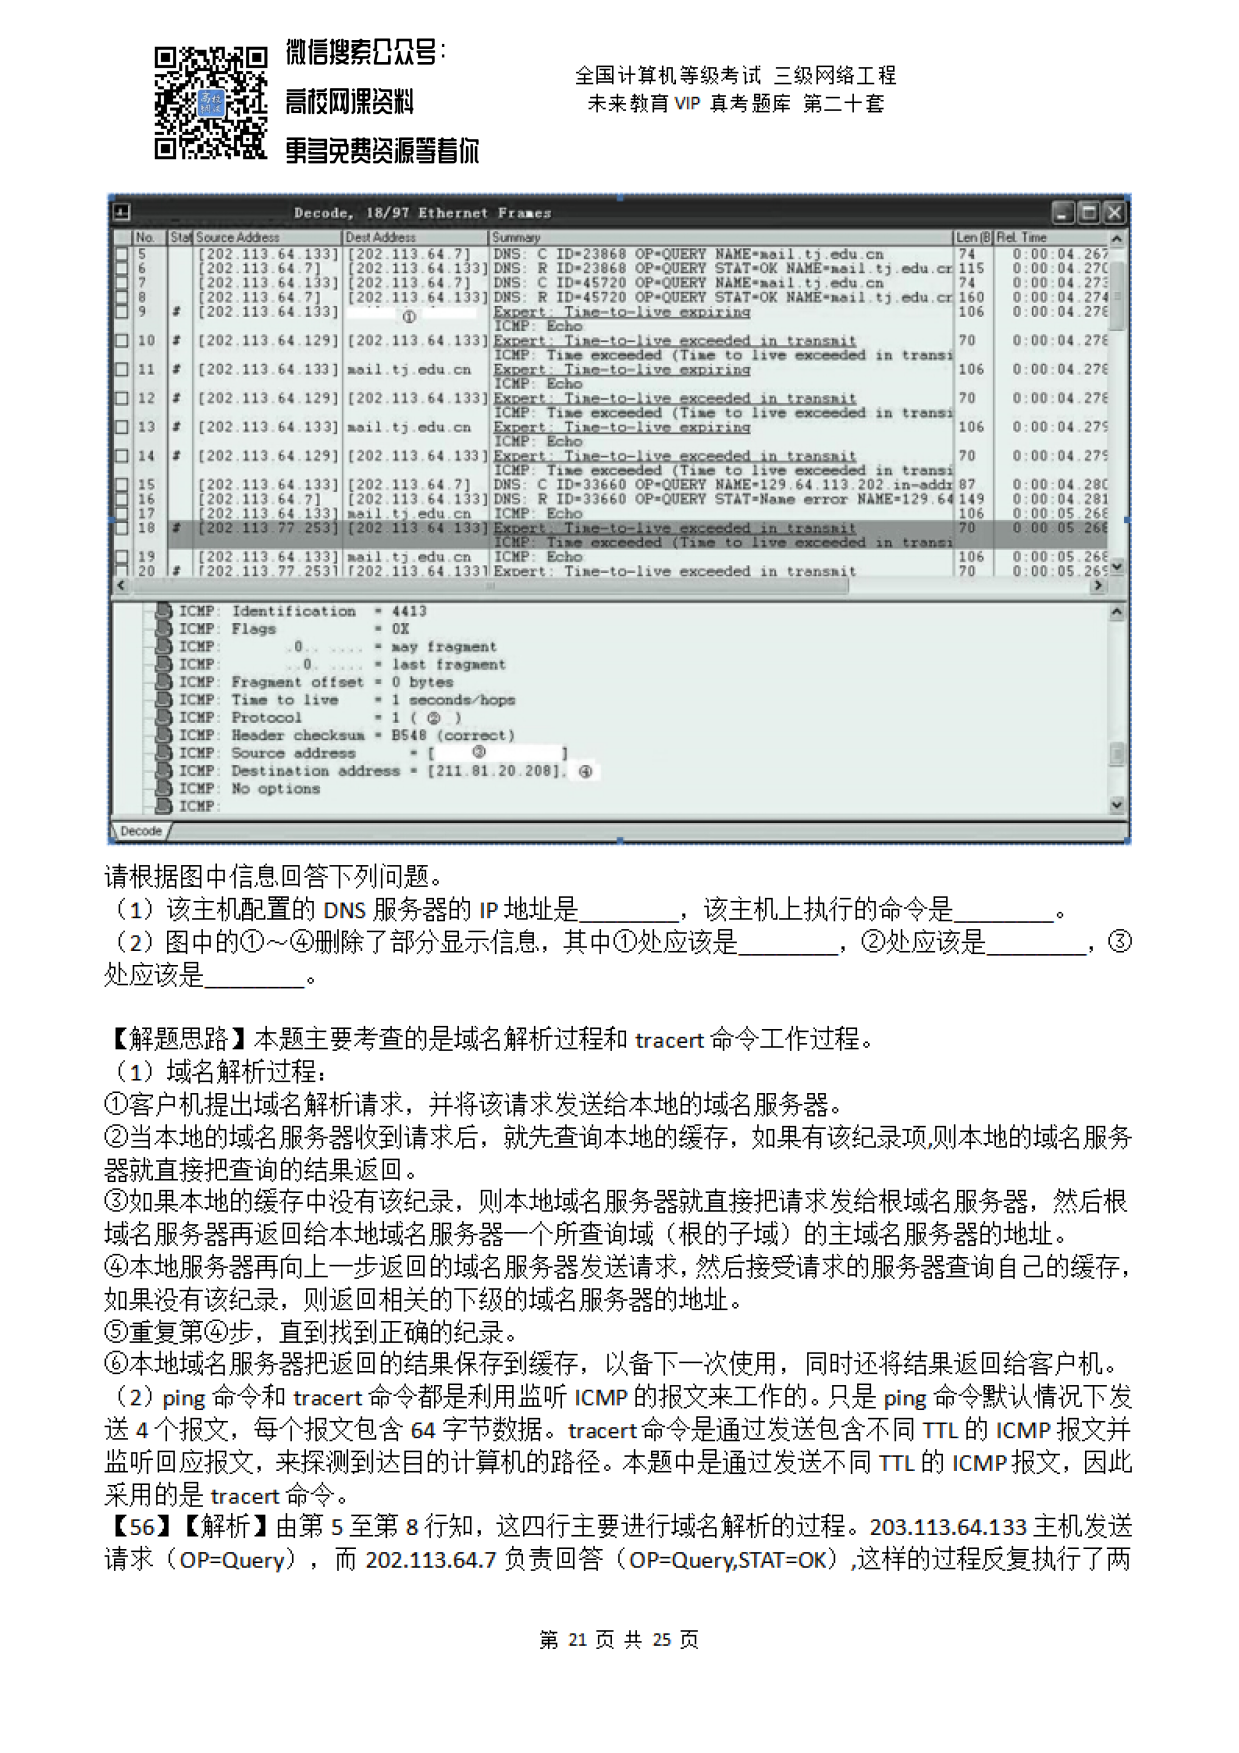 微信搜索公众号：
高校网课资料
更多免费资源等着你
全国计算机等级考试 三级网络工程
未来教育 VIP 真考题库 第二十套
Decode, 18/97 Ethernet Frames
No. Stat Source Address Dest Address Summary Len (B Rel. Time
5 [202.113.64.133] [202.113.64.7] DNS: C ID=23868 OP=QUERY NAME=mail.tj.edu.cn 74 0:00:04.267
6 [202.113.64.7] [202.113.64.133] DNS: R ID=23868 OP=QUERY STAT=OK NAME=mail.tj.edu.cr 115 0:00:04.270
7 [202.113.64.133] [202.113.64.7] DNS: C ID=45720 OP=QUERY NAME=mail.tj.edu.cn 74 0:00:04.273
8 [202.113.64.7] [202.113.64.133] DNS: R ID=45720 OP=QUERY STAT=OK NAME=mail.tj.edu.cr 160 0:00:04.274
9 # [202.113.64.133] ① Expert: Time-to-live expiring 106 0:00:04.278
ICMP: Echo
10 # [202.113.64.129] [202.113.64.133] Expert: Time-to-live exceeded in transmit 70 0:00:04.278
ICMP: Time exceeded (Time to live exceeded in transi
11 # [202.113.64.133] mail.tj.edu.cn Expert: Time-to-live expiring 106 0:00:04.278
ICMP: Echo
12 # [202.113.64.129] [202.113.64.133] Expert: Time-to-live exceeded in transmit 70 0:00:04.278
ICMP: Time exceeded (Time to live exceeded in transi
13 # [202.113.64.133] mail.tj.edu.cn Expert: Time-to-live expiring 106 0:00:04.279
ICMP: Echo
14 # [202.113.64.129] [202.113.64.133] Expert: Time-to-live exceeded in transmit 70 0:00:04.279
ICMP: Time exceeded (Time to live exceeded in transi
15 [202.113.64.133] [202.113.64.7] DNS: C ID=33660 OP=QUERY NAME=129.64.113.202.in-addr 87 0:00:04.280
16 [202.113.64.7] [202.113.64.133] DNS: R ID=33660 OP=QUERY STAT=Name error NAME=129.64 149 0:00:04.281
17 [202.113.64.133] mail.tj.edu.cn ICMP: Echo 106 0:00:05.268
18 # [202.113.77.253] [202.113.64.133] Expert: Time-to-live exceeded in transmit 70 0:00:05.268
ICMP: Time exceeded (Time to live exceeded in transi
19 [202.113.64.133] mail.tj.edu.cn ICMP: Echo 106 0:00:05.268
20 # [202.113.77.253] [202.113.64.133] Expert: Time-to-live exceeded in transmit 70 0:00:05.269
ICMP: Identification = 4413
ICMP: Flags = 0X
ICMP: .0.. .... = may fragment
ICMP: ..0. .... = last fragment
ICMP: Fragment offset = 0 bytes
ICMP: Time to live = 1 seconds/hops
ICMP: Protocol = 1 ( ② )
ICMP: Header checksum = B548 (correct)
ICMP: Source address = [ ③ ]
ICMP: Destination address = [211.81.20.208]. ④
ICMP: No options
ICMP:
Decode
请根据图中信息回答下列问题。
（1）该主机配置的 DNS 服务器的 IP 地址是________，该主机上执行的命令是________。
（2）图中的①～④删除了部分显示信息，其中①处应该是________，②处应该是________，③
处应该是________。
【解题思路】本题主要考查的是域名解析过程和 tracert 命令工作过程。
（1）域名解析过程：
①客户机提出域名解析请求，并将该请求发送给本地的域名服务器。
②当本地的域名服务器收到请求后，就先查询本地的缓存，如果有该纪录项,则本地的域名服务
器就直接把查询的结果返回。
③如果本地的缓存中没有该纪录，则本地域名服务器就直接把请求发给根域名服务器，然后根
域名服务器再返回给本地域名服务器一个所查询域（根的子域）的主域名服务器的地址。
④本地服务器再向上一步返回的域名服务器发送请求，然后接受请求的服务器查询自己的缓存，
如果没有该纪录，则返回相关的下级的域名服务器的地址。
⑤重复第④步，直到找到正确的纪录。
⑥本地域名服务器把返回的结果保存到缓存，以备下一次使用，同时还将结果返回给客户机。
（2）ping 命令和 tracert 命令都是利用监听 ICMP 的报文来工作的。只是 ping 命令默认情况下发
送 4 个报文，每个报文包含 64 字节数据。tracert 命令是通过发送包含不同 TTL 的 ICMP 报文并
监听回应报文，来探测到达目的计算机的路径。本题中是通过发送不同 TTL 的 ICMP 报文，因此
采用的是 tracert 命令。
【56】【解析】由第 5 至第 8 行知，这四行主要进行域名解析的过程。203.113.64.133 主机发送
请求（OP=Query），而 202.113.64.7 负责回答（OP=Query,STAT=OK）,这样的过程反复执行了两
第 21 页 共 25 页